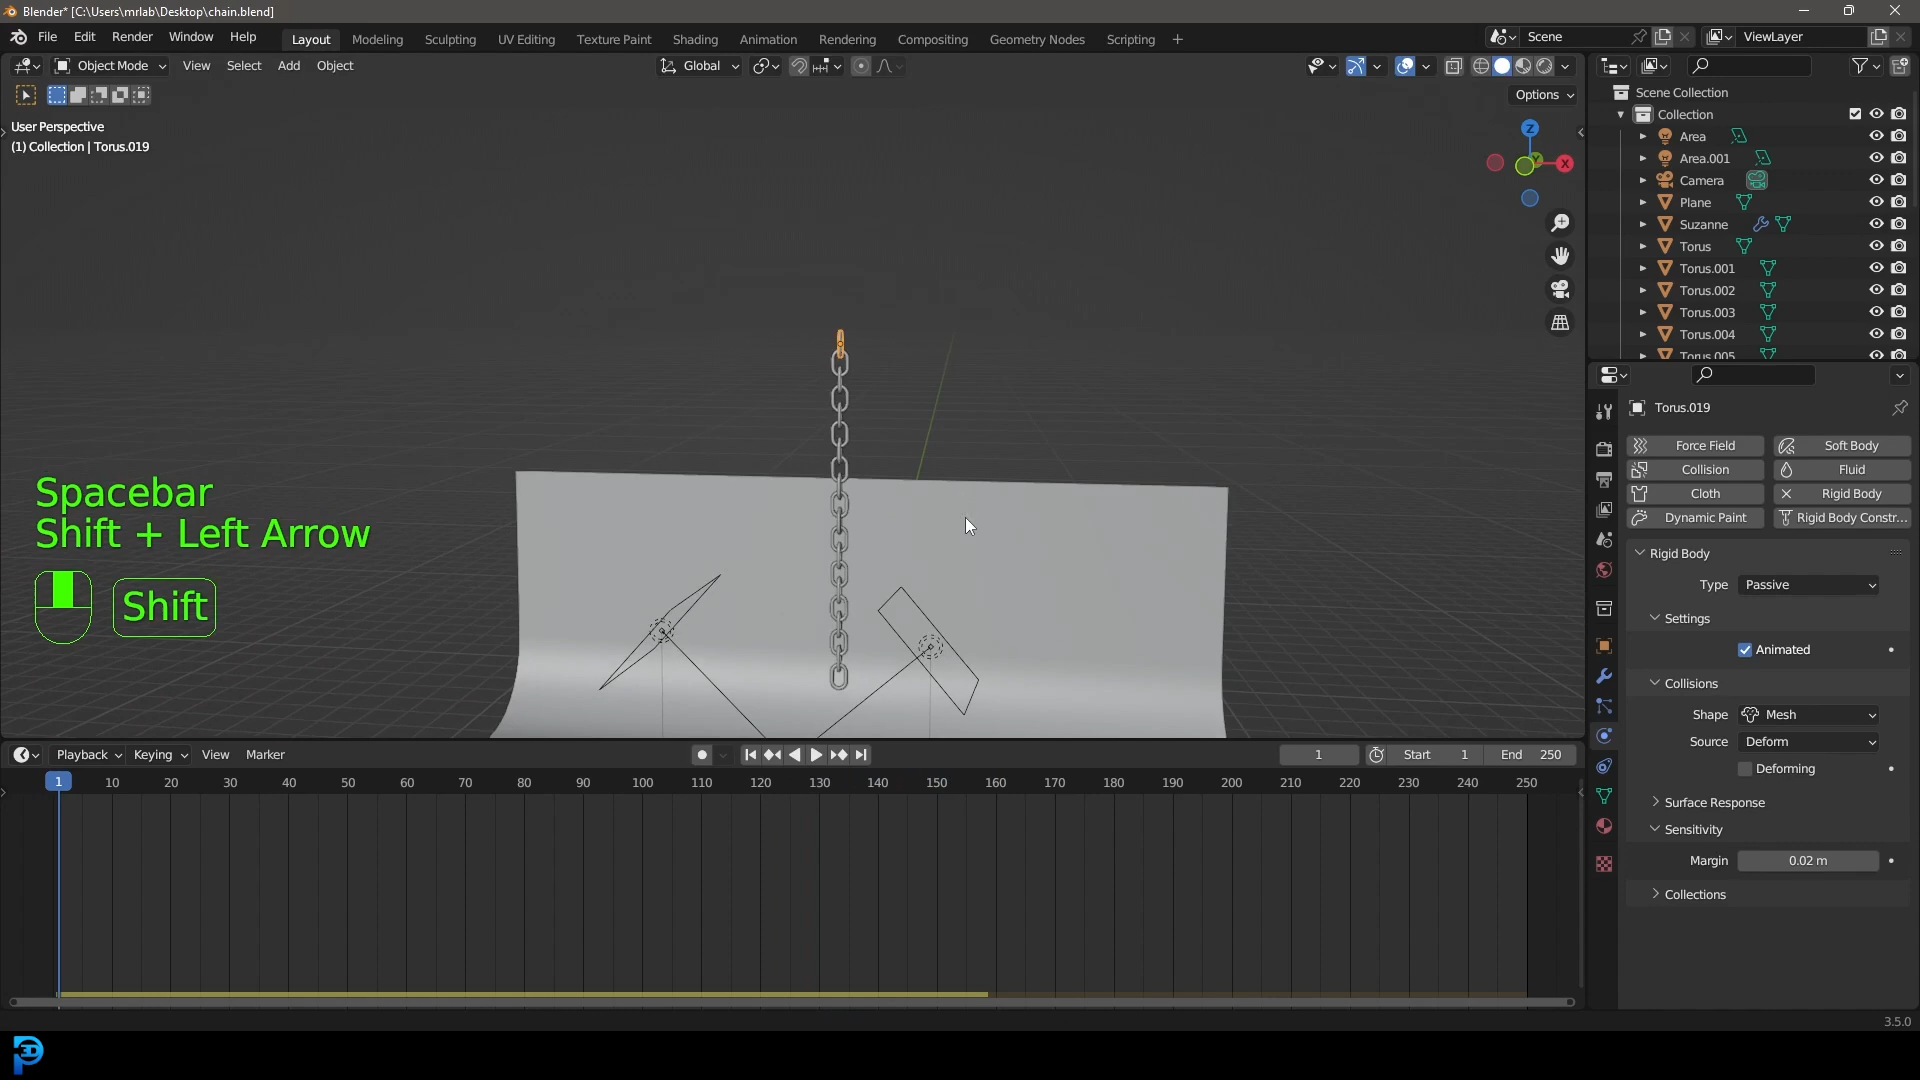 Blender* [C:\Users\mrlab\Desktop\chain.blend]
File Edit Render Window Help Layout Modeling Sculpting UV Editing Texture Paint Shading Animation Rendering Compositing Geometry Nodes Scripting + Scene ViewLayer
Object Mode View Select Add Object Global
Options
User Perspective
(1) Collection | Torus.019
Z
Y
X
Spacebar
Shift + Left Arrow
Shift
Scene Collection
Collection
Area
Area.001
Camera
Plane
Suzanne
Torus
Torus.001
Torus.002
Torus.003
Torus.004
Torus.005
Torus.019
Force Field Soft Body
Collision Fluid
Cloth Rigid Body
Dynamic Paint Rigid Body Constr...
Rigid Body
Type Passive
Settings
Animated
Collisions
Shape Mesh
Source Deform
Deforming
Surface Response
Sensitivity
Margin 0.02 m
Collections
Playback Keying View Marker 1 Start 1 End 250
1 10 20 30 40 50 60 70 80 90 100 110 120 130 140 150 160 170 180 190 200 210 220 230 240 250
3.5.0
P3D